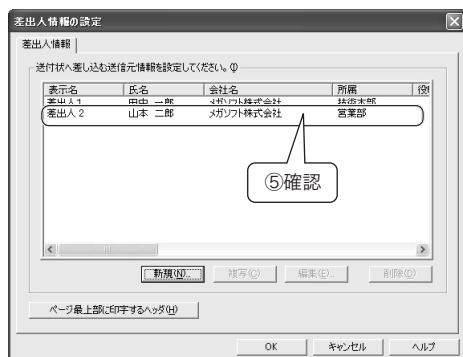 差出人情報の設定
差出人情報
送付状へ差し込む送信元情報を設定してください。(I)
表示名 氏名 会社名 所属 役
差出人1 田中 一郎 メガソフト株式会社 技術本部
差出人2 山本 二郎 メガソフト株式会社 営業部
⑤確認
新規(N)... 複写(C) 編集(E)... 削除(D)
ページ最上部に印字するヘッダ(H)
OK キャンセル ヘルプ